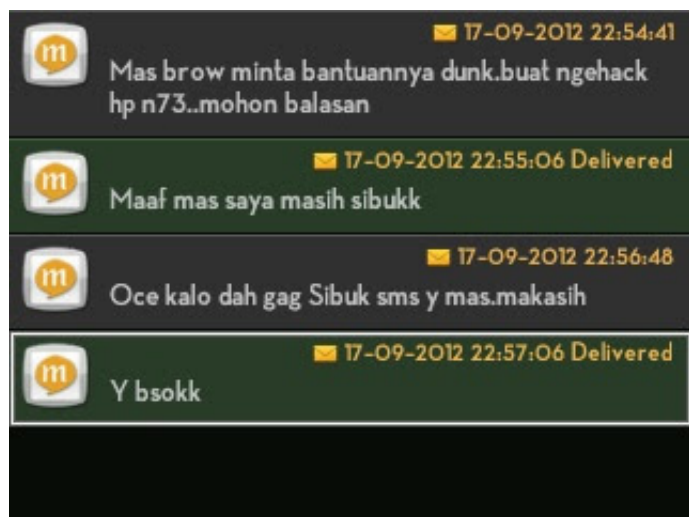 17-09-2012 22:54:41
Mas brow minta bantuannya dunk.buat ngehack
hp n73..mohon balasan
17-09-2012 22:55:06 Delivered
Maaf mas saya masih sibukk
17-09-2012 22:56:48
Oce kalo dah gag Sibuk sms y mas.makasih
17-09-2012 22:57:06 Delivered
Y bsokk